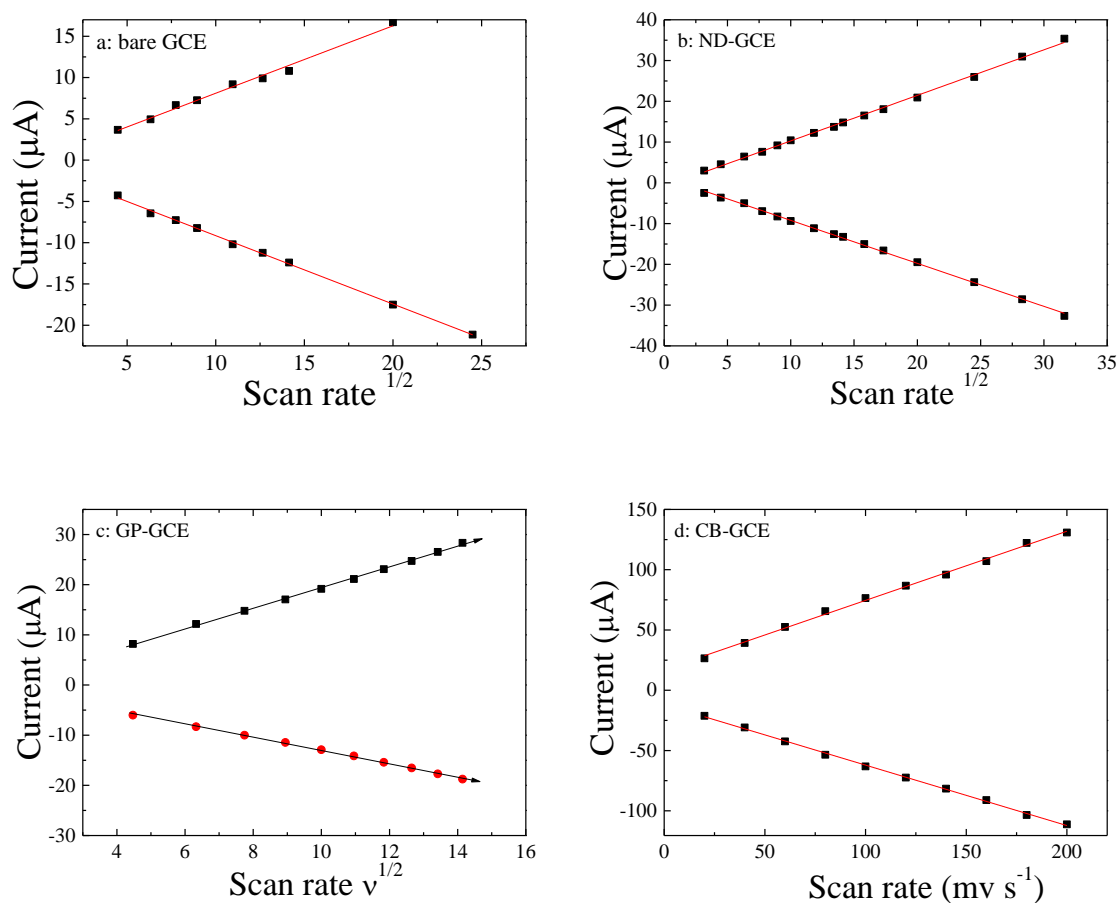 a: bare GCE
15
10
5
0
-5
-10
-15
-20
Current (µA)
5 10 15 20 25
Scan rate 1/2
b: ND-GCE
40
30
20
10
0
-10
-20
-30
-40
Current (µA)
0 5 10 15 20 25 30 35
Scan rate 1/2
c: GP-GCE
30
20
10
0
-10
-20
-30
Current (µA)
4 6 8 10 12 14 16
Scan rate ν1/2
d: CB-GCE
150
100
50
0
-50
-100
Current (µA)
0 50 100 150 200
Scan rate (mv s-1)